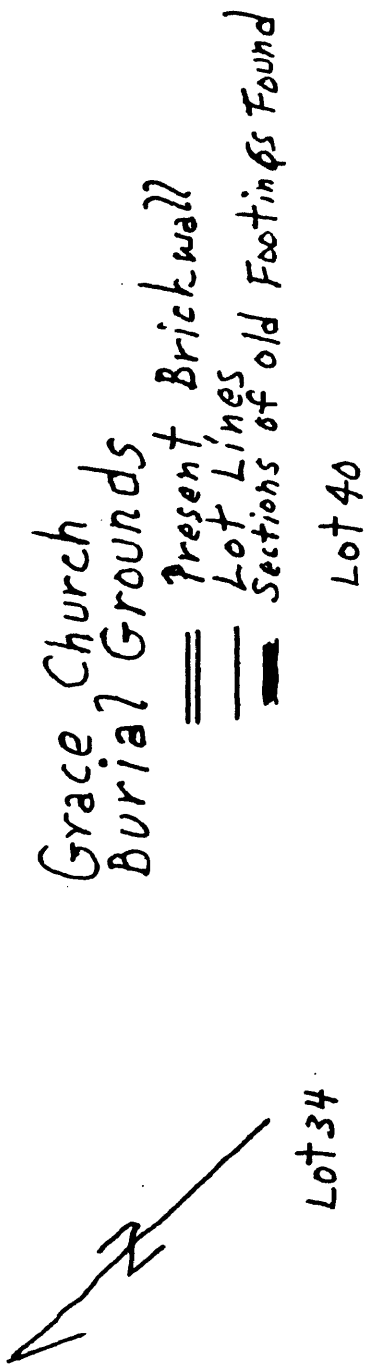 Grace Church
Burial Grounds
Present Brickwall
Lot Lines
Sections of old Footings Found
Lot 34
Lot 40
N